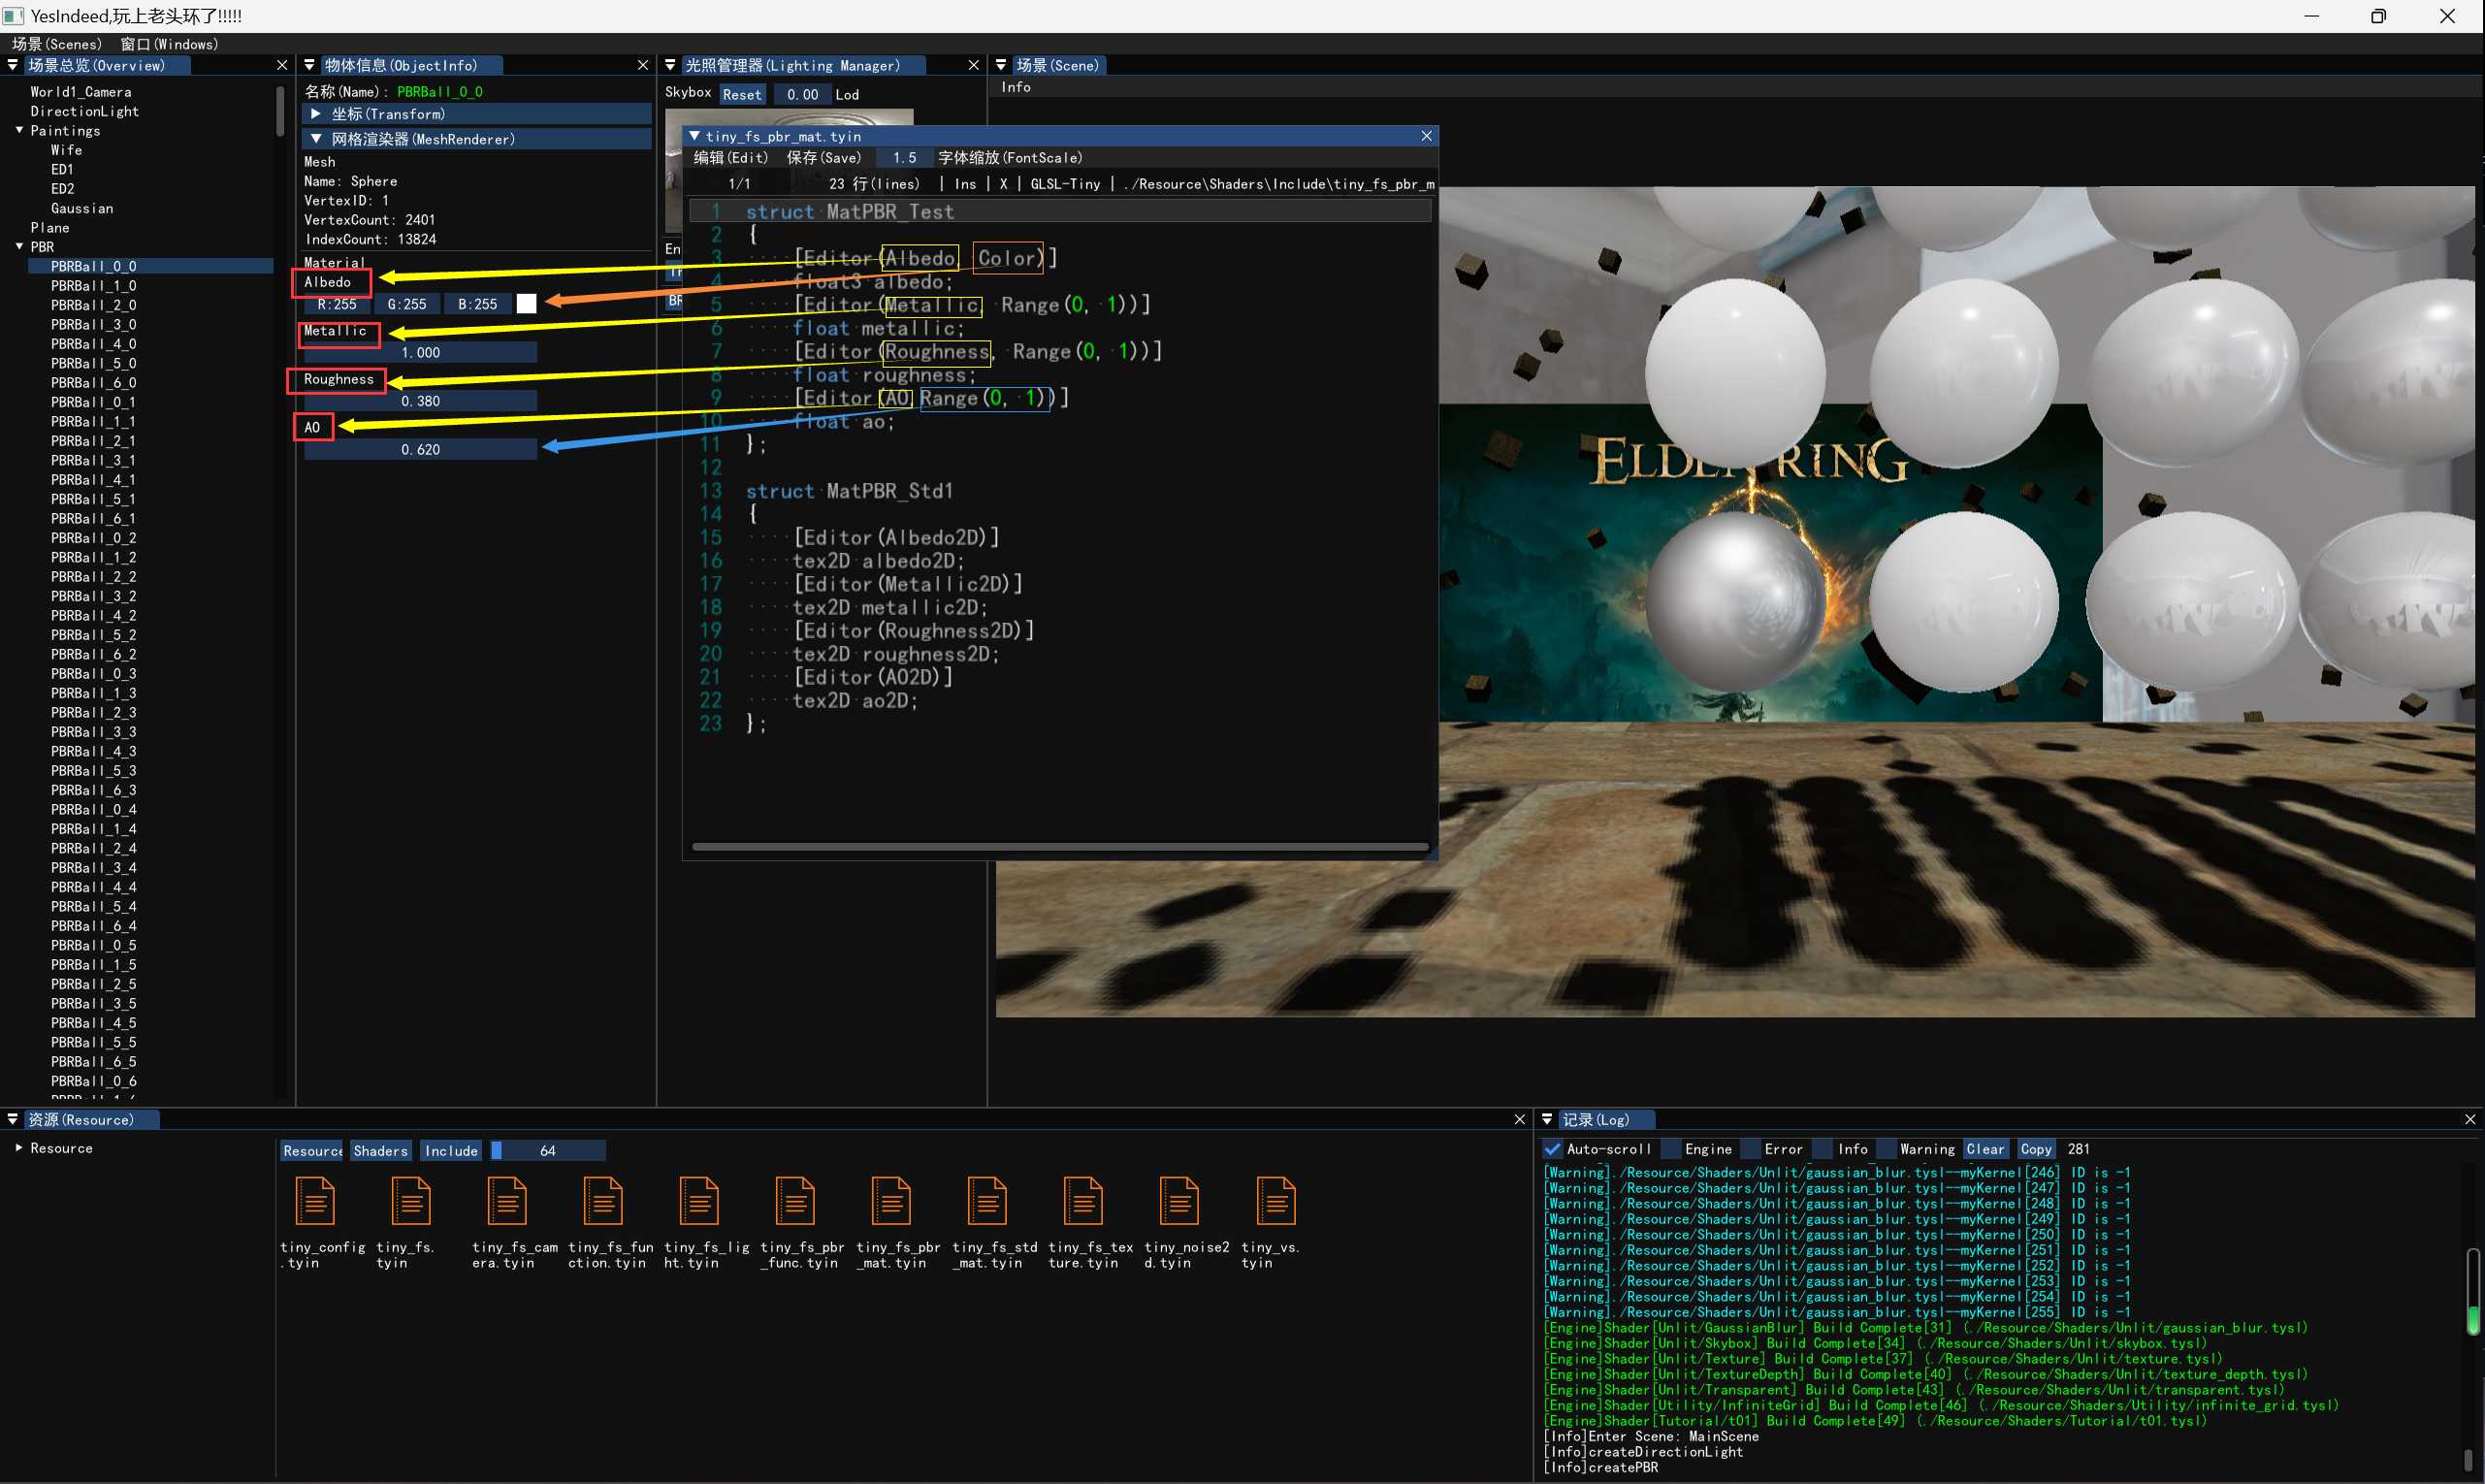 YesIndeed,玩上老头环了!!!!!
场景(Scenes) 窗口(Windows)
场景总览(Overview)
World1_Camera
DirectionLight
Paintings
Wife
ED1
ED2
Gaussian
Plane
PBR
PBRBall_0_0
PBRBall_1_0
PBRBall_2_0
PBRBall_3_0
PBRBall_4_0
PBRBall_5_0
PBRBall_6_0
PBRBall_0_1
PBRBall_1_1
PBRBall_2_1
PBRBall_3_1
PBRBall_4_1
PBRBall_5_1
PBRBall_6_1
PBRBall_0_2
PBRBall_1_2
PBRBall_2_2
PBRBall_3_2
PBRBall_4_2
PBRBall_5_2
PBRBall_6_2
PBRBall_0_3
PBRBall_1_3
PBRBall_2_3
PBRBall_3_3
PBRBall_4_3
PBRBall_5_3
PBRBall_6_3
PBRBall_0_4
PBRBall_1_4
PBRBall_2_4
PBRBall_3_4
PBRBall_4_4
PBRBall_5_4
PBRBall_6_4
PBRBall_0_5
PBRBall_1_5
PBRBall_2_5
PBRBall_3_5
PBRBall_4_5
PBRBall_5_5
PBRBall_6_5
PBRBall_0_6
物体信息(ObjectInfo)
名称(Name): PBRBall_0_0
坐标(Transform)
网格渲染器(MeshRenderer)
Mesh
Name: Sphere
VertexID: 1
VertexCount: 2401
IndexCount: 13824
Material
Albedo
R:255 G:255 B:255
Metallic
1.000
Roughness
0.380
AO
0.620
光照管理器(Lighting Manager)
Skybox Reset 0.00 Lod
En
BR
tiny_fs_pbr_mat.tyin
编辑(Edit) 保存(Save) 1.5 字体缩放(FontScale)
1/1 23 行(lines) | Ins | X | GLSL-Tiny | ./Resource\Shaders\Include\tiny_fs_pbr_m
1 struct MatPBR_Test
2 {
3 [Editor(Albedo, Color)]
4 float3 albedo;
5 [Editor(Metallic, Range(0, 1))]
6 float metallic;
7 [Editor(Roughness, Range(0, 1))]
8 float roughness;
9 [Editor(AO, Range(0, 1))]
10 float ao;
11 };
12
13 struct MatPBR_Std1
14 {
15 [Editor(Albedo2D)]
16 tex2D albedo2D;
17 [Editor(Metallic2D)]
18 tex2D metallic2D;
19 [Editor(Roughness2D)]
20 tex2D roughness2D;
21 [Editor(AO2D)]
22 tex2D ao2D;
23 };
场景(Scene)
Info
ELDEN RING
资源(Resource)
Resource
Resource Shaders Include 64
tiny_config.tyin
tiny_fs.tyin
tiny_fs_camera.tyin
tiny_fs_function.tyin
tiny_fs_light.tyin
tiny_fs_pbr_func.tyin
tiny_fs_pbr_mat.tyin
tiny_fs_std_mat.tyin
tiny_fs_texture.tyin
tiny_noise2d.tyin
tiny_vs.tyin
记录(Log)
Auto-scroll Engine Error Info Warning Clear Copy 281
[Warning]./Resource/Shaders/Unlit/gaussian_blur.tysl--myKernel[246] ID is -1
[Warning]./Resource/Shaders/Unlit/gaussian_blur.tysl--myKernel[247] ID is -1
[Warning]./Resource/Shaders/Unlit/gaussian_blur.tysl--myKernel[248] ID is -1
[Warning]./Resource/Shaders/Unlit/gaussian_blur.tysl--myKernel[249] ID is -1
[Warning]./Resource/Shaders/Unlit/gaussian_blur.tysl--myKernel[250] ID is -1
[Warning]./Resource/Shaders/Unlit/gaussian_blur.tysl--myKernel[251] ID is -1
[Warning]./Resource/Shaders/Unlit/gaussian_blur.tysl--myKernel[252] ID is -1
[Warning]./Resource/Shaders/Unlit/gaussian_blur.tysl--myKernel[253] ID is -1
[Warning]./Resource/Shaders/Unlit/gaussian_blur.tysl--myKernel[254] ID is -1
[Warning]./Resource/Shaders/Unlit/gaussian_blur.tysl--myKernel[255] ID is -1
[Engine]Shader[Unlit/GaussianBlur] Build Complete[31] (./Resource/Shaders/Unlit/gaussian_blur.tysl)
[Engine]Shader[Unlit/Skybox] Build Complete[34] (./Resource/Shaders/Unlit/skybox.tysl)
[Engine]Shader[Unlit/Texture] Build Complete[37] (./Resource/Shaders/Unlit/texture.tysl)
[Engine]Shader[Unlit/TextureDepth] Build Complete[40] (./Resource/Shaders/Unlit/texture_depth.tysl)
[Engine]Shader[Unlit/Transparent] Build Complete[43] (./Resource/Shaders/Unlit/transparent.tysl)
[Engine]Shader[Utility/InfiniteGrid] Build Complete[46] (./Resource/Shaders/Utility/infinite_grid.tysl)
[Engine]Shader[Tutorial/t01] Build Complete[49] (./Resource/Shaders/Tutorial/t01.tysl)
[Info]Enter Scene: MainScene
[Info]createDirectionLight
[Info]createPBR